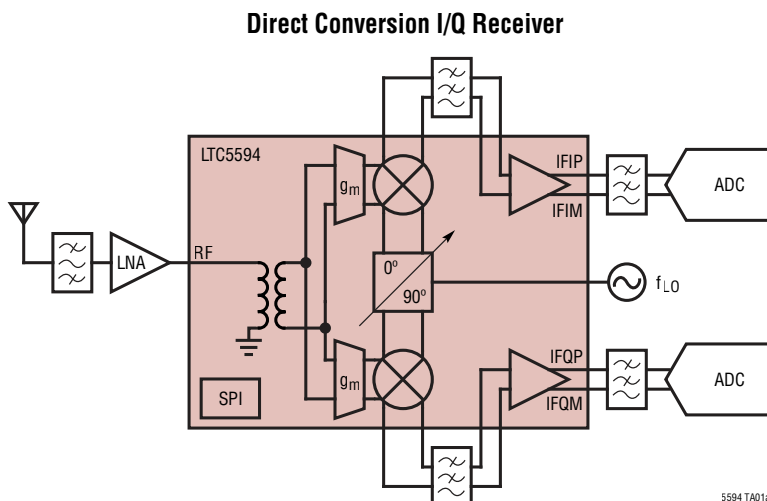 Direct Conversion I/Q Receiver
LTC5594
gm
IFIP
IFIM
ADC
LNA
RF
0º
90º
fLO
SPI
gm
IFQP
IFQM
ADC
5594 TA01a